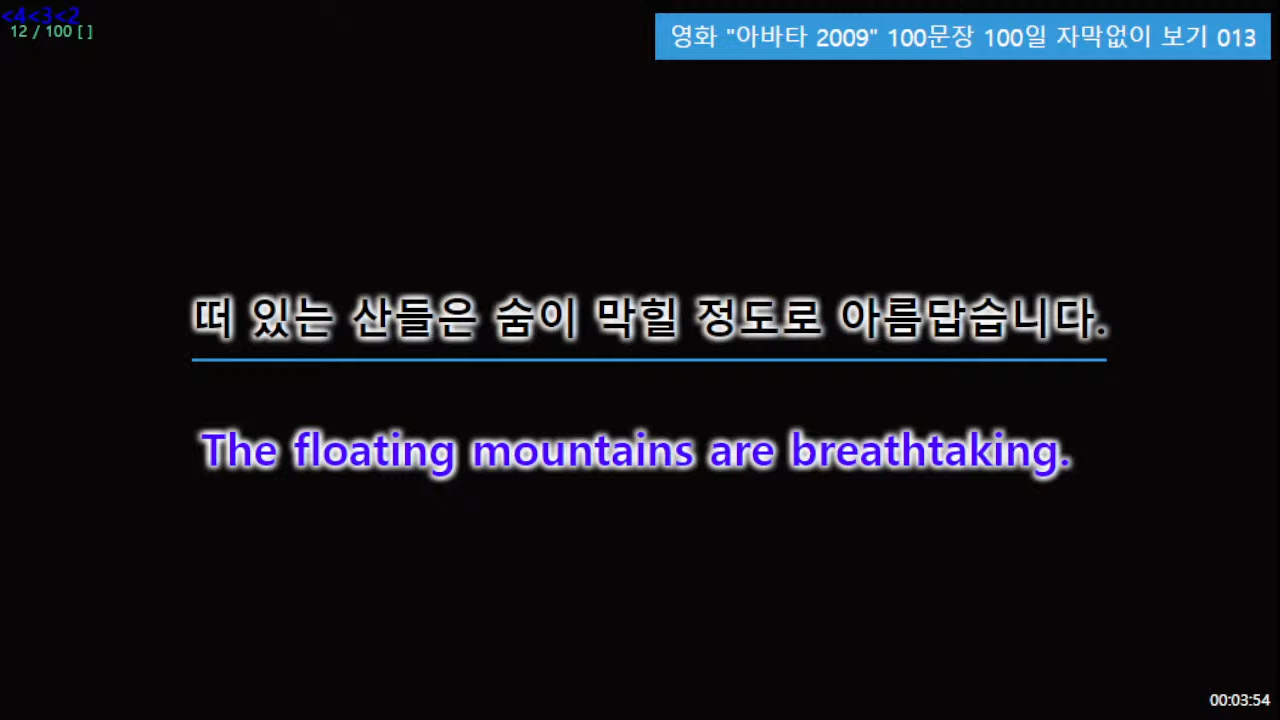 <4<3<2
12 / 100 [ ]
영화 "아바타 2009" 100문장 100일 자막없이 보기 013
떠 있는 산들은 숨이 막힐 정도로 아름답습니다.
The floating mountains are breathtaking.
00:03:54